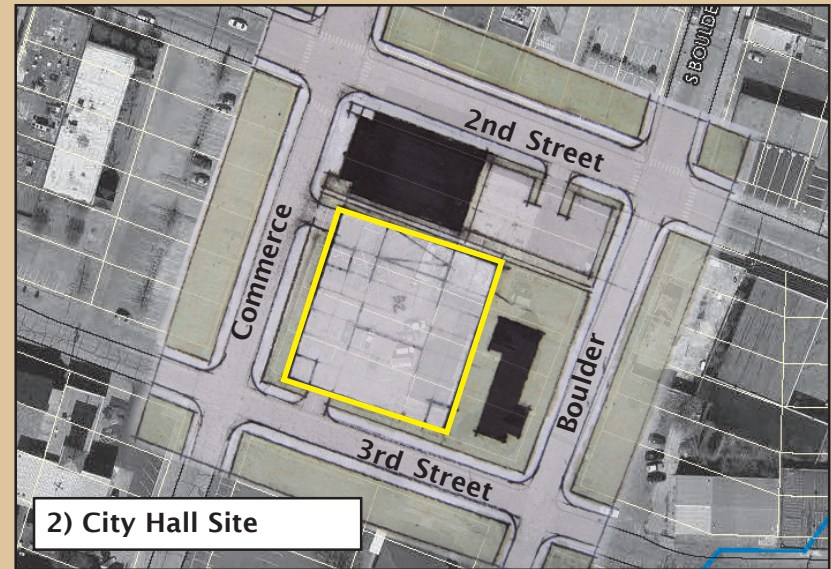 S BOULDE
2nd Street
Commerce
Boulder
3rd Street
2) City Hall Site